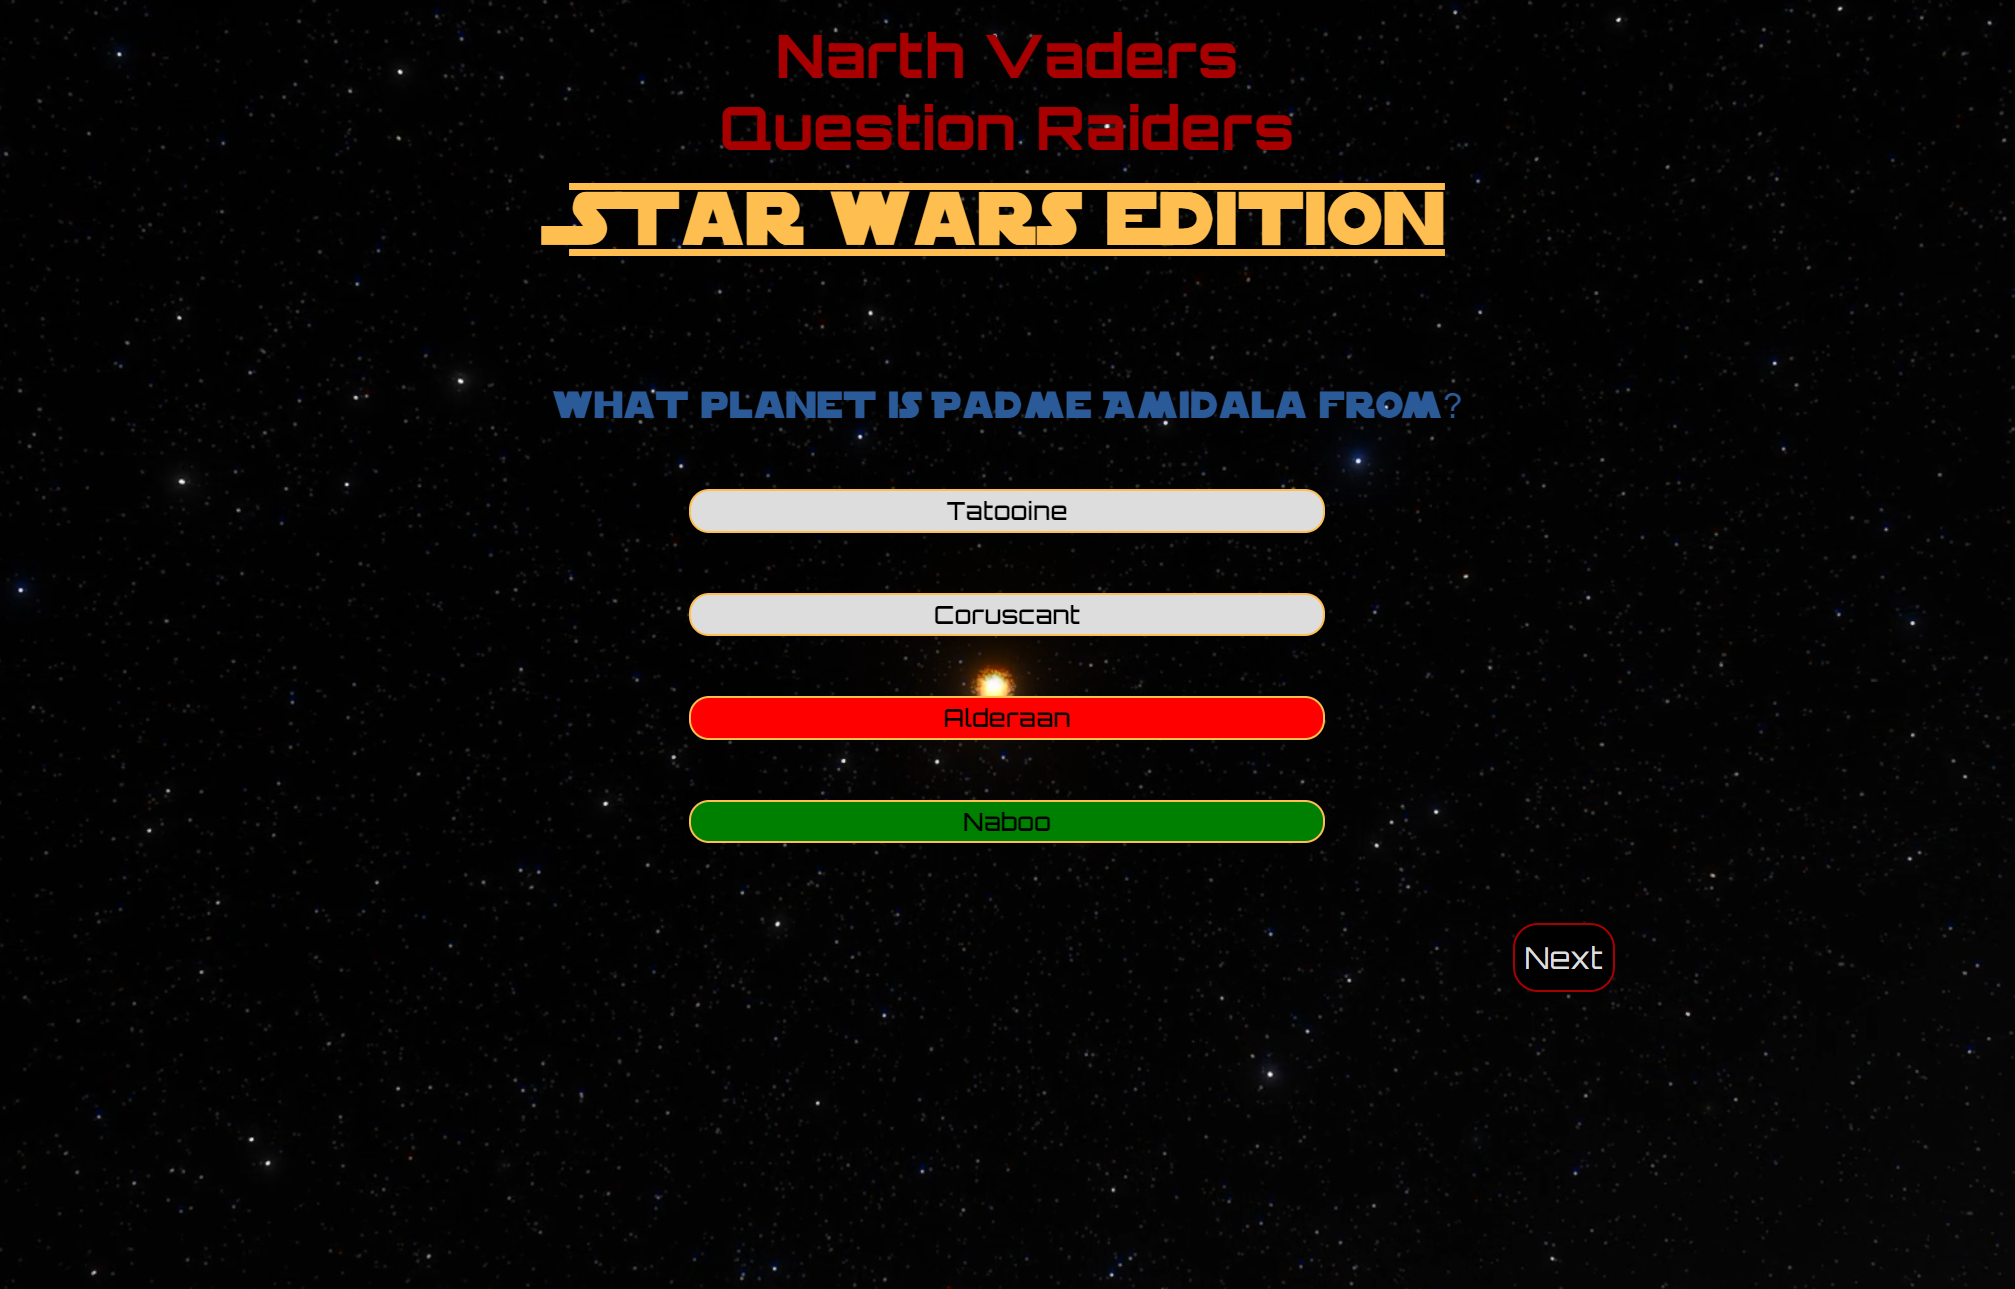 Narth Vaders
Question Raiders
STAR WARS EDITION
WHAT PLANET IS PADME AMIDALA FROM?
Tatooine
Coruscant
Alderaan
Naboo
Next